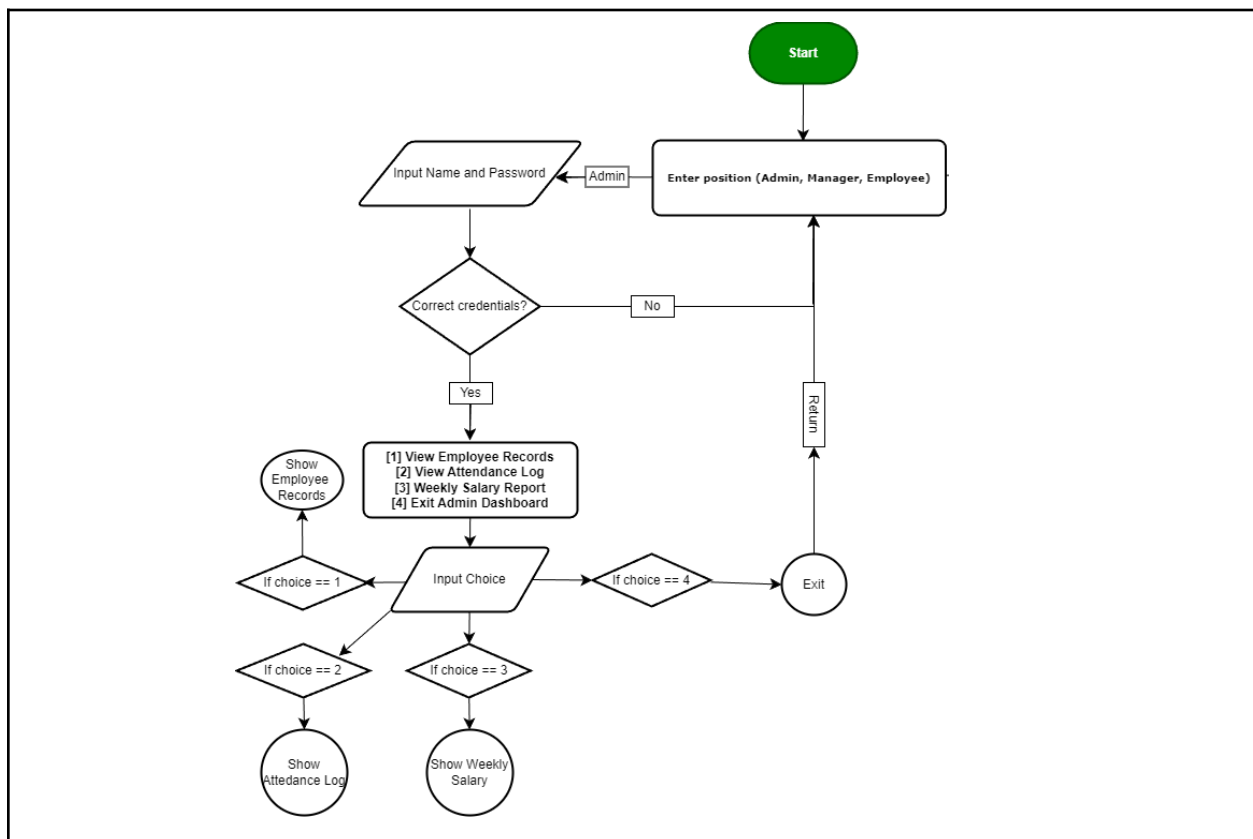 Start
Enter position (Admin, Manager, Employee)
Admin
Input Name and Password
Correct credentials?
No
Yes
Return
[1] View Employee Records
[2] View Attendance Log
[3] Weekly Salary Report
[4] Exit Admin Dashboard
Show
Employee
Records
If choice == 1
Input Choice
If choice == 4
Exit
If choice == 2
If choice == 3
Show
Attedance Log
Show Weekly
Salary